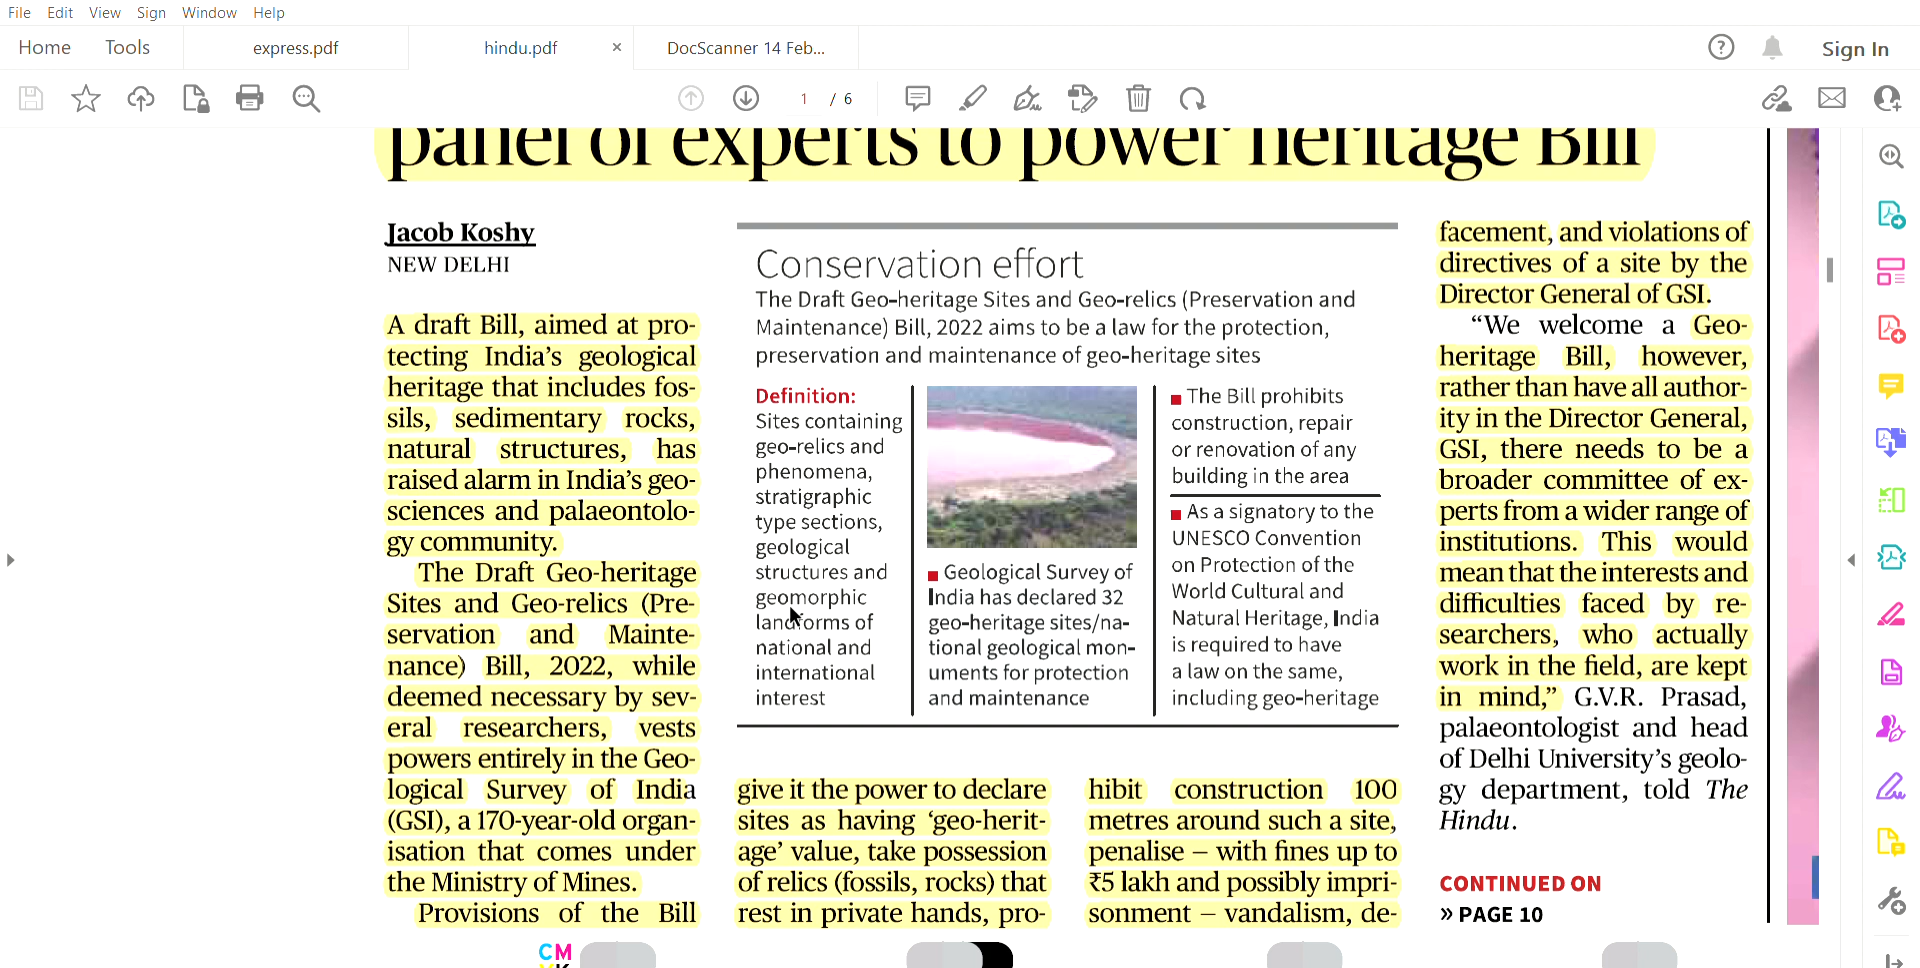 File Edit View Sign Window Help
Home Tools express.pdf hindu.pdf × DocScanner 14 Feb... Sign In
1 / 6
panel of experts to power heritage Bill
Jacob Koshy
NEW DELHI
A draft Bill, aimed at pro-
tecting India’s geological
heritage that includes fos-
sils, sedimentary rocks,
natural structures, has
raised alarm in India’s geo-
sciences and palaeontolo-
gy community.
The Draft Geo-heritage
Sites and Geo-relics (Pre-
servation and Mainte-
nance) Bill, 2022, while
deemed necessary by sev-
eral researchers, vests
powers entirely in the Geo-
logical Survey of India
(GSI), a 170-year-old organ-
isation that comes under
the Ministry of Mines.
Provisions of the Bill
Conservation effort
The Draft Geo-heritage Sites and Geo-relics (Preservation and
Maintenance) Bill, 2022 aims to be a law for the protection,
preservation and maintenance of geo-heritage sites
Definition:
Sites containing
geo-relics and
phenomena,
stratigraphic
type sections,
geological
structures and
geomorphic
landforms of
national and
international
interest
Geological Survey of
India has declared 32
geo-heritage sites/na-
tional geological mon-
uments for protection
and maintenance
The Bill prohibits
construction, repair
or renovation of any
building in the area
As a signatory to the
UNESCO Convention
on Protection of the
World Cultural and
Natural Heritage, India
is required to have
a law on the same,
including geo-heritage
give it the power to declare
sites as having ‘geo-herit-
age’ value, take possession
of relics (fossils, rocks) that
rest in private hands, pro-
hibit construction 100
metres around such a site,
penalise – with fines up to
₹5 lakh and possibly impri-
sonment – vandalism, de-
facement, and violations of
directives of a site by the
Director General of GSI.
“We welcome a Geo-
heritage Bill, however,
rather than have all author-
ity in the Director General,
GSI, there needs to be a
broader committee of ex-
perts from a wider range of
institutions. This would
mean that the interests and
difficulties faced by re-
searchers, who actually
work in the field, are kept
in mind,” G.V.R. Prasad,
palaeontologist and head
of Delhi University’s geolo-
gy department, told The
Hindu.
CONTINUED ON
» PAGE 10
CM
YK